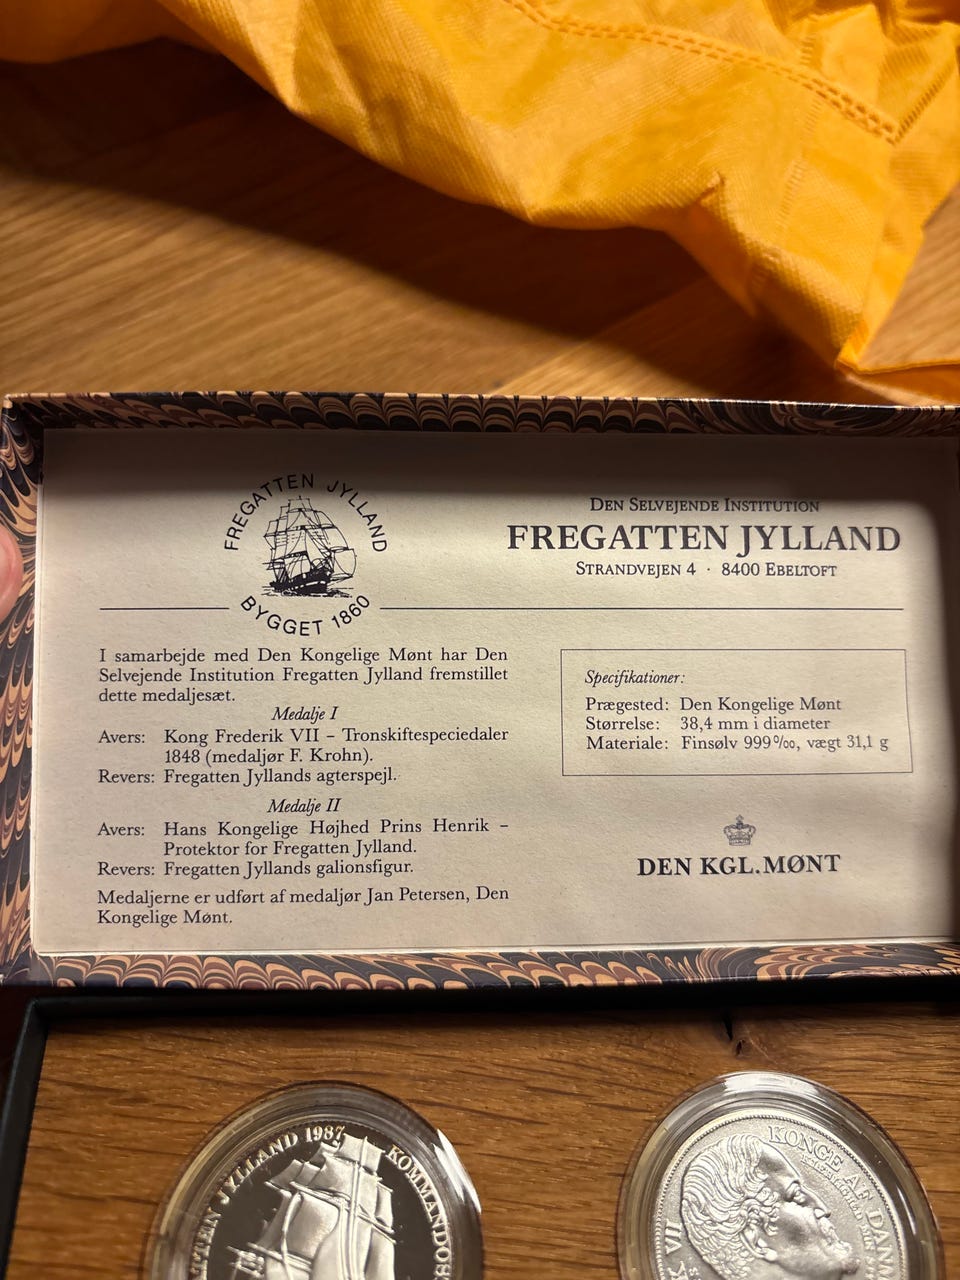 FREGATTEN JYLLAND
BYGGET 1860
DEN SELVEJENDE INSTITUTION
FREGATTEN JYLLAND
STRANDVEJEN 4 · 8400 EBELTOFT
I samarbejde med Den Kongelige Mønt har Den
Selvejende Institution Fregatten Jylland fremstillet
dette medaljesæt.
Medalje I
Avers: Kong Frederik VII – Tronskiftespeciedaler
1848 (medaljør F. Krohn).
Revers: Fregatten Jyllands agterspejl.
Medalje II
Avers: Hans Kongelige Højhed Prins Henrik –
Protektor for Fregatten Jylland.
Revers: Fregatten Jyllands galionsfigur.
Medaljerne er udført af medaljør Jan Petersen, Den
Kongelige Mønt.
Specifikationer:
Prægested: Den Kongelige Mønt
Størrelse: 38,4 mm i diameter
Materiale: Finsølv 999‰, vægt 31,1 g
DEN KGL. MØNT
TTEN JYLLAND 1987
KOMMANDØR
K VII
KONGE AF DANM